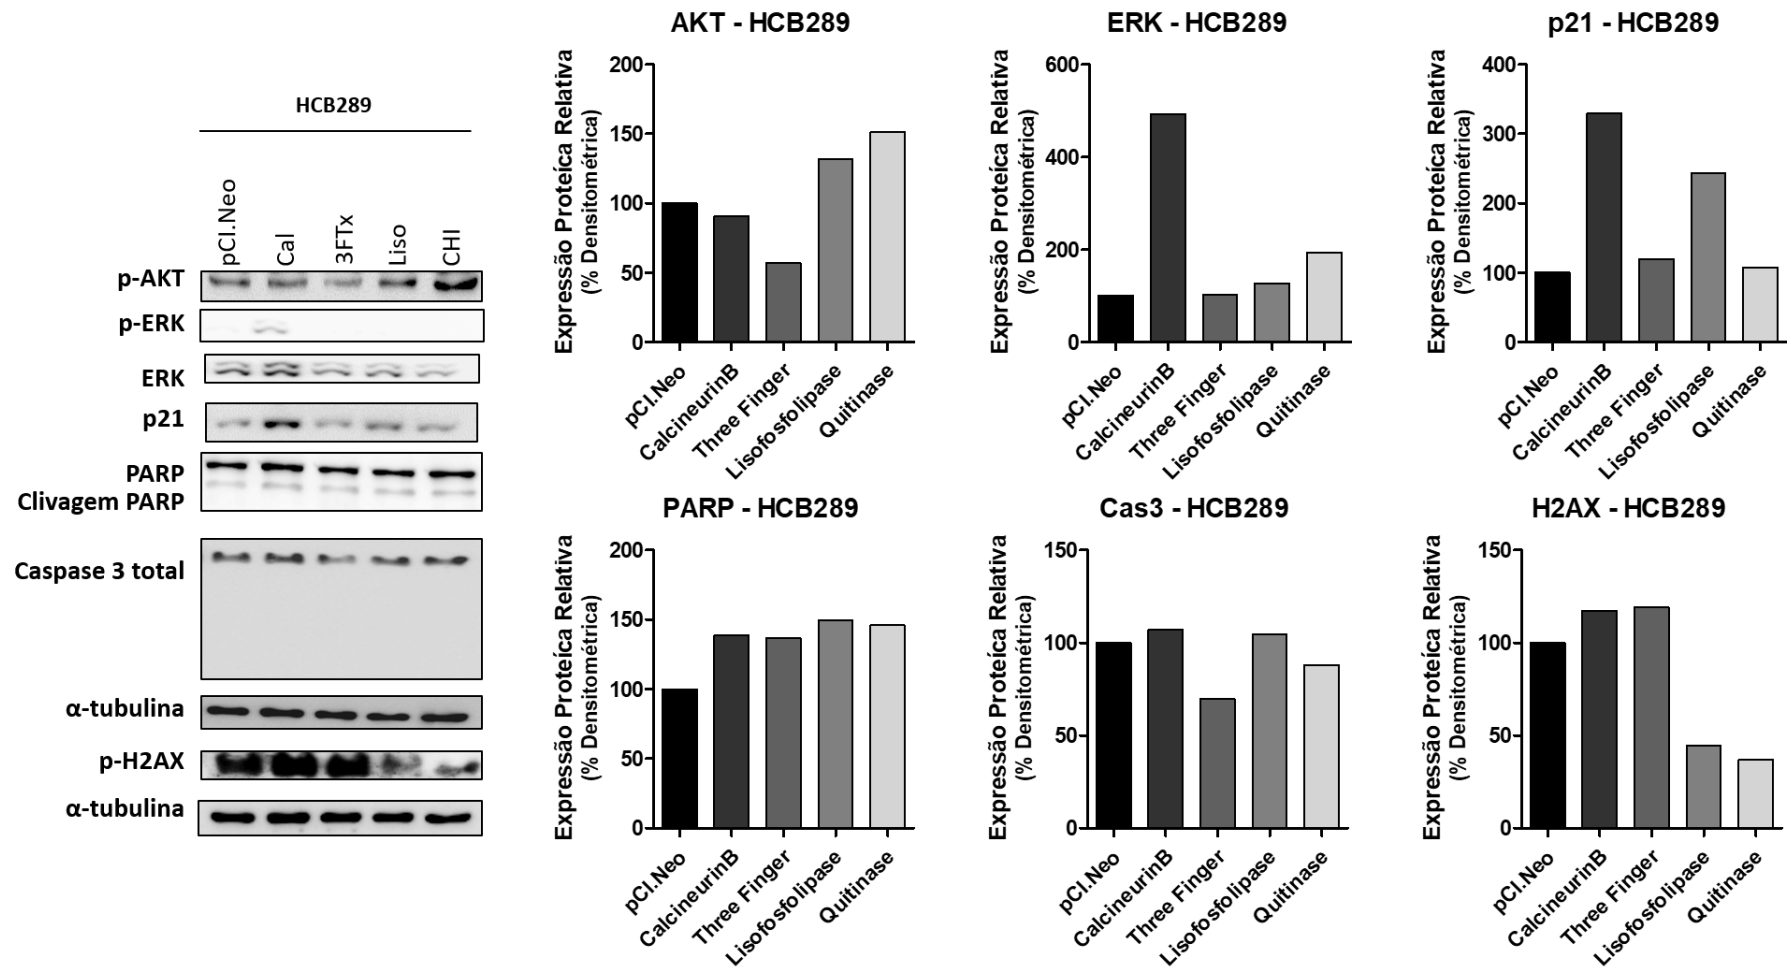 HCB289
pCI.Neo
Cal
3FTx
Liso
CHI
p-AKT
p-ERK
ERK
p21
PARP
Clivagem PARP
Caspase 3 total
α-tubulina
p-H2AX
α-tubulina
AKT - HCB289
Expressão Proteíca Relativa
(% Densitométrica)
200
150
100
50
0
pCI.Neo
CalcineurinB
Three Finger
Lisofosfolipase
Quitinase
ERK - HCB289
Expressão Proteíca Relativa
(% Densitométrica)
600
400
200
0
pCI.Neo
CalcineurinB
Three Finger
Lisofosfolipase
Quitinase
p21 - HCB289
Expressão Proteíca Relativa
(% Densitométrica)
400
300
200
100
0
pCI.Neo
CalcineurinB
Three Finger
Lisofosfolipase
Quitinase
PARP - HCB289
Expressão Proteíca Relativa
(% Densitométrica)
200
150
100
50
0
pCI.Neo
CalcineurinB
Three Finger
Lisofosfolipase
Quitinase
Cas3 - HCB289
Expressão Proteíca Relativa
(% Densitométrica)
150
100
50
0
pCI.Neo
CalcineurinB
Three Finger
Lisofosfolipase
Quitinase
H2AX - HCB289
Expressão Proteíca Relativa
(% Densitométrica)
150
100
50
0
pCI.Neo
CalcineurinB
Three Finger
Lisofosfolipase
Quitinase